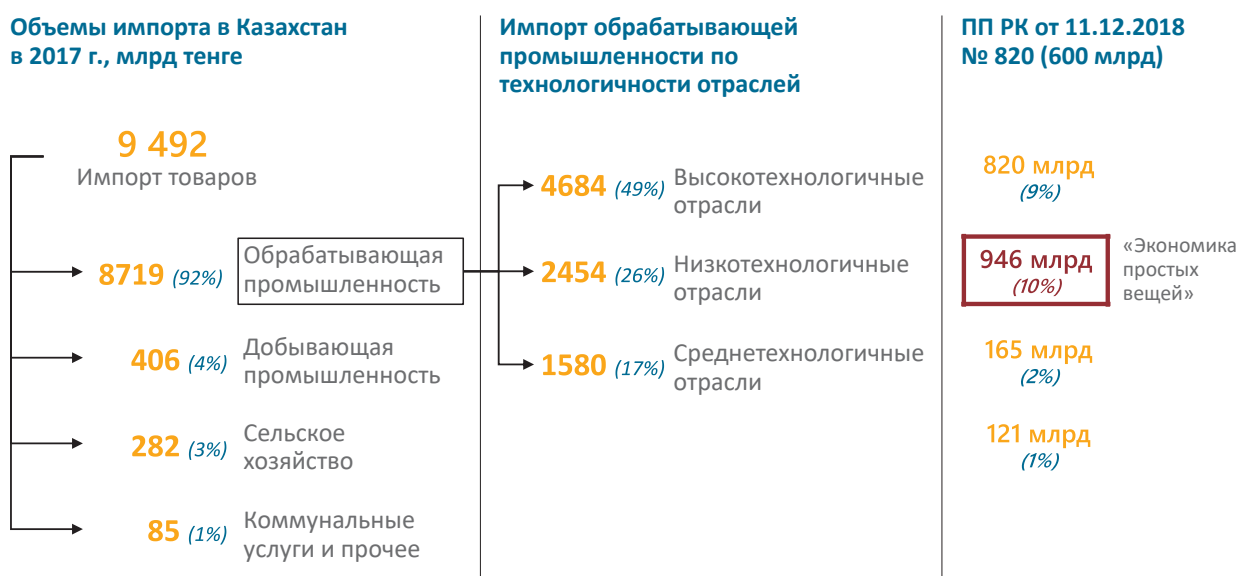 Объемы импорта в Казахстан
в 2017 г., млрд тенге
9 492
Импорт товаров
8719 (92%)
Обрабатывающая
промышленность
406 (4%)
Добывающая
промышленность
282 (3%)
Сельское
хозяйство
85 (1%)
Коммунальные
услуги и прочее
Импорт обрабатывающей
промышленности по
технологичности отраслей
4684 (49%)
Высокотехнологичные
отрасли
2454 (26%)
Низкотехнологичные
отрасли
1580 (17%)
Среднетехнологичные
отрасли
ПП РК от 11.12.2018
№ 820 (600 млрд)
820 млрд
(9%)
946 млрд
(10%)
«Экономика
простых
вещей»
165 млрд
(2%)
121 млрд
(1%)